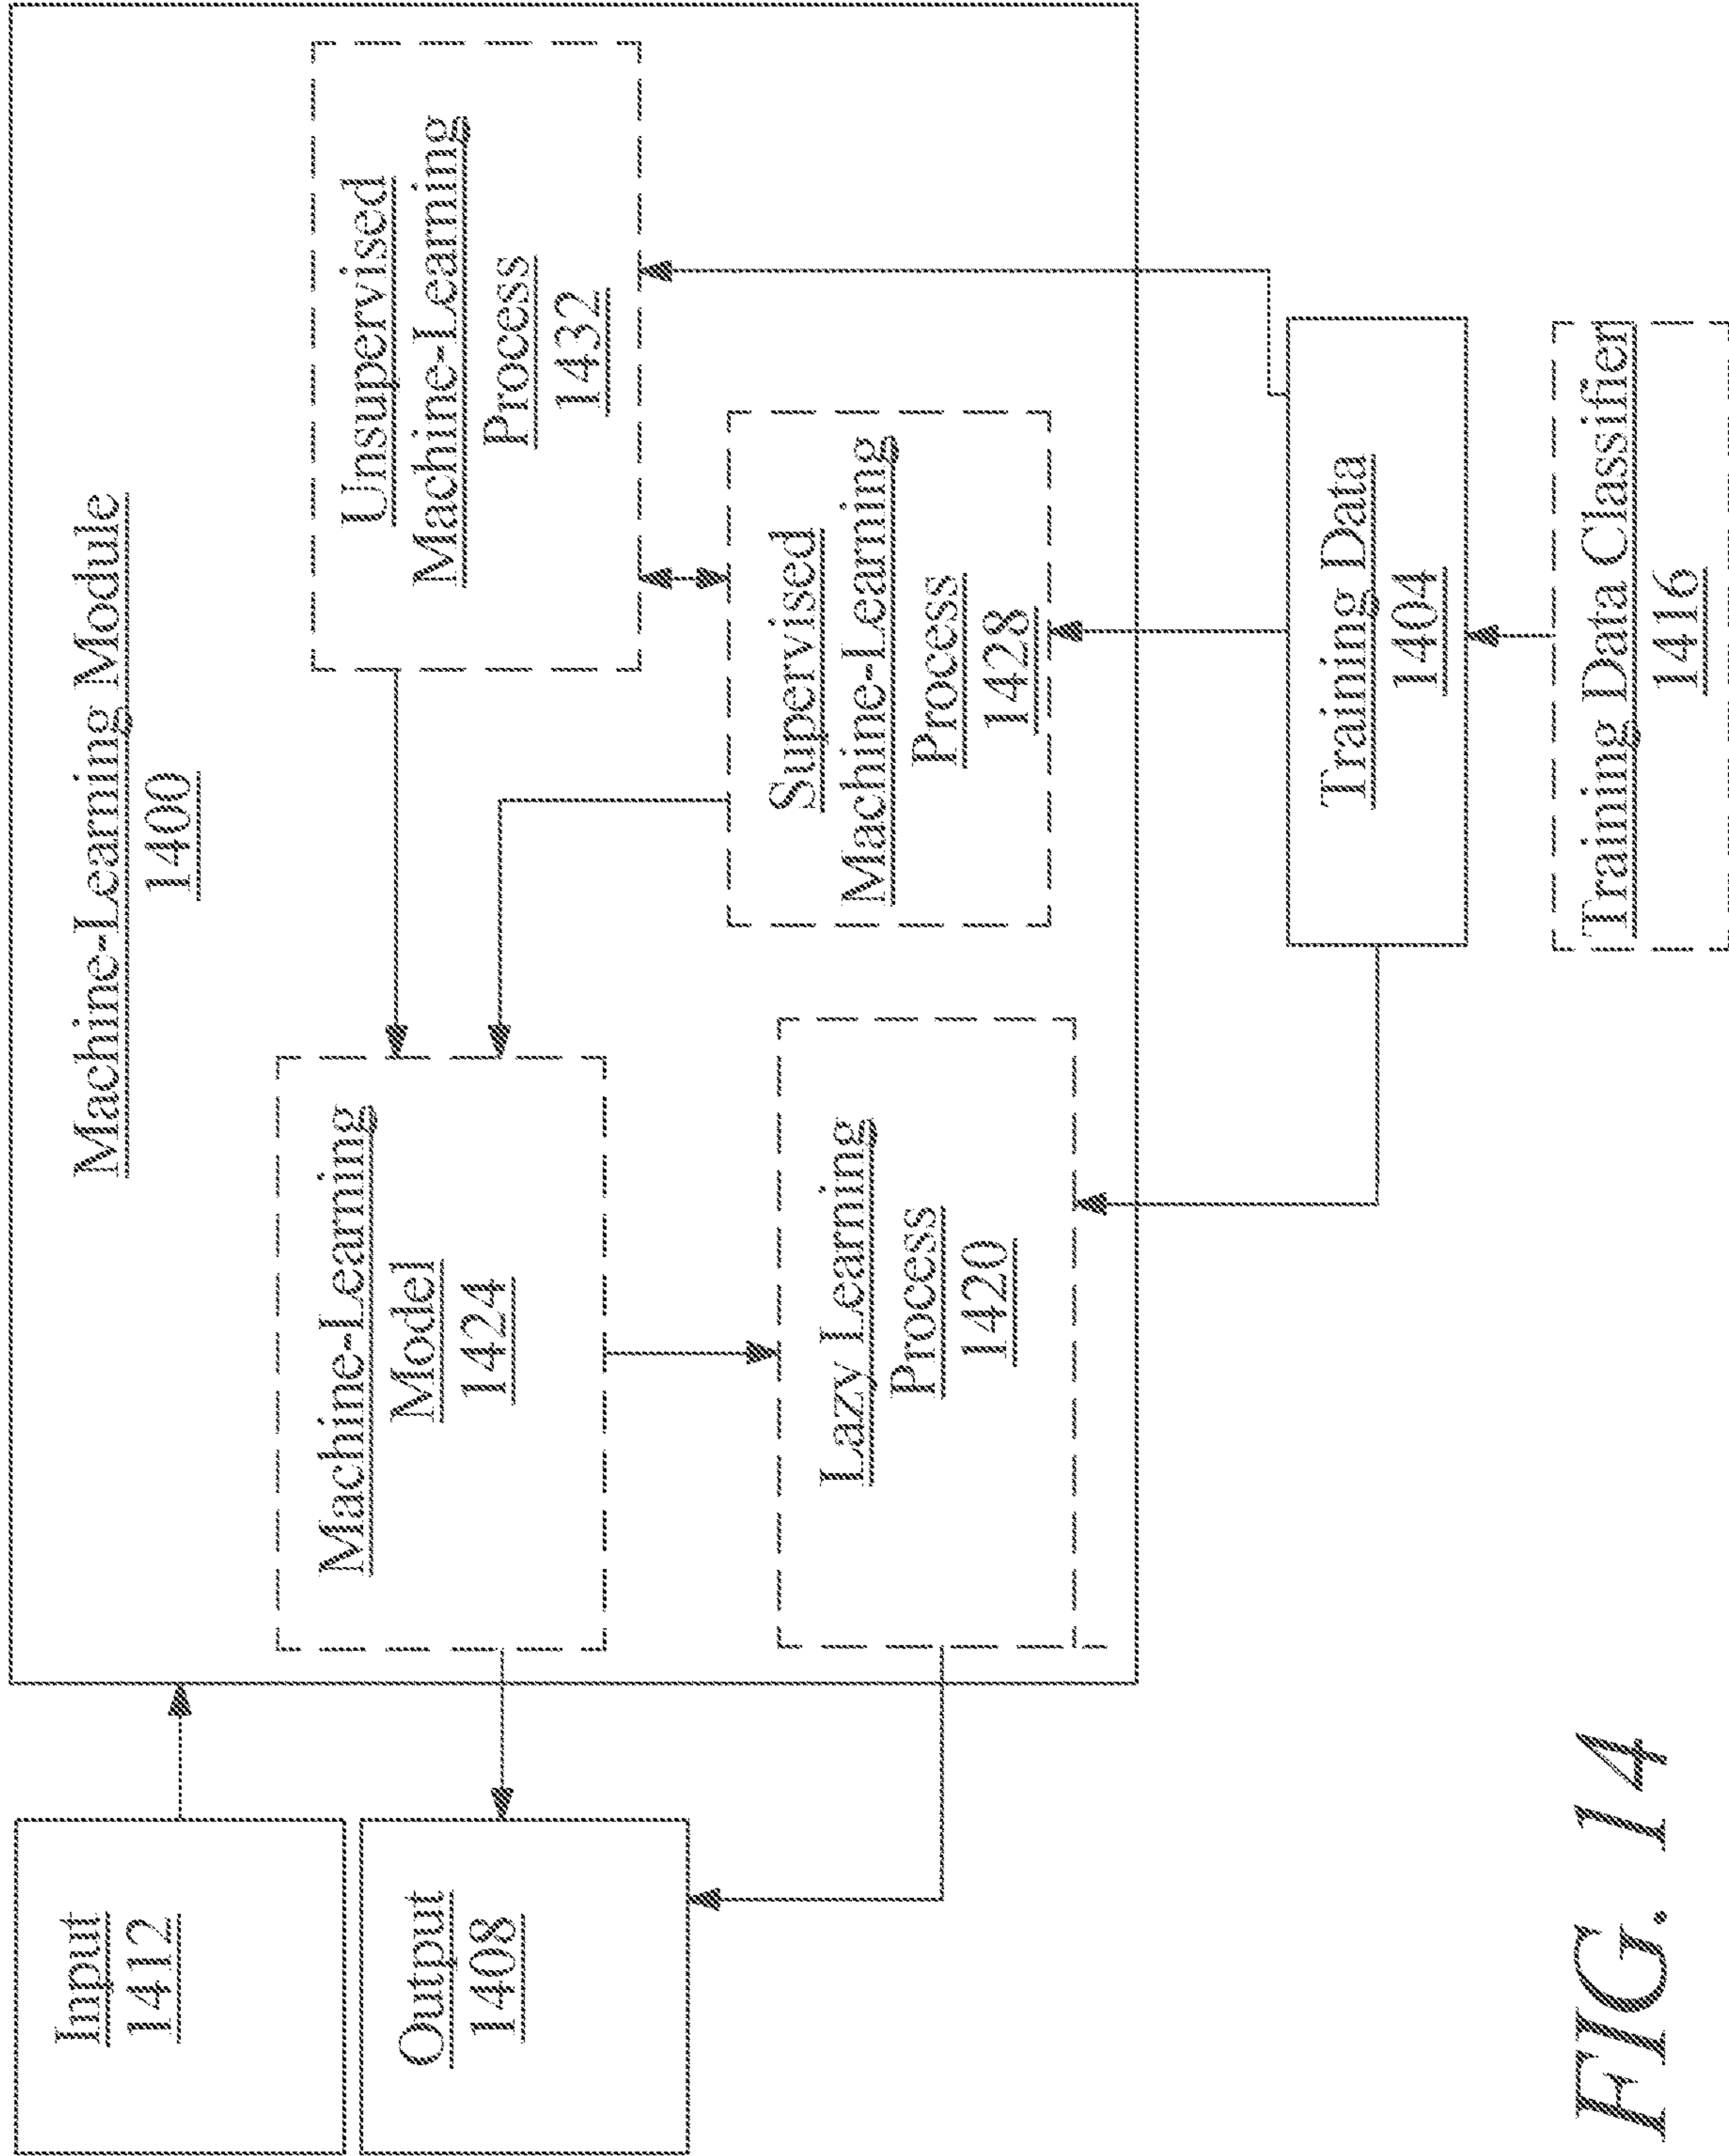 Machine-Learning Module
1400
Input
1412
Output
1408
Machine-Learning
Model
1424
Unsupervised
Machine-Learning
Process
1432
Lazy Learning
Process
1420
Supervised
Machine-Learning
Process
1428
Training Data
1404
Training Data Classifier
1416
FIG. 14